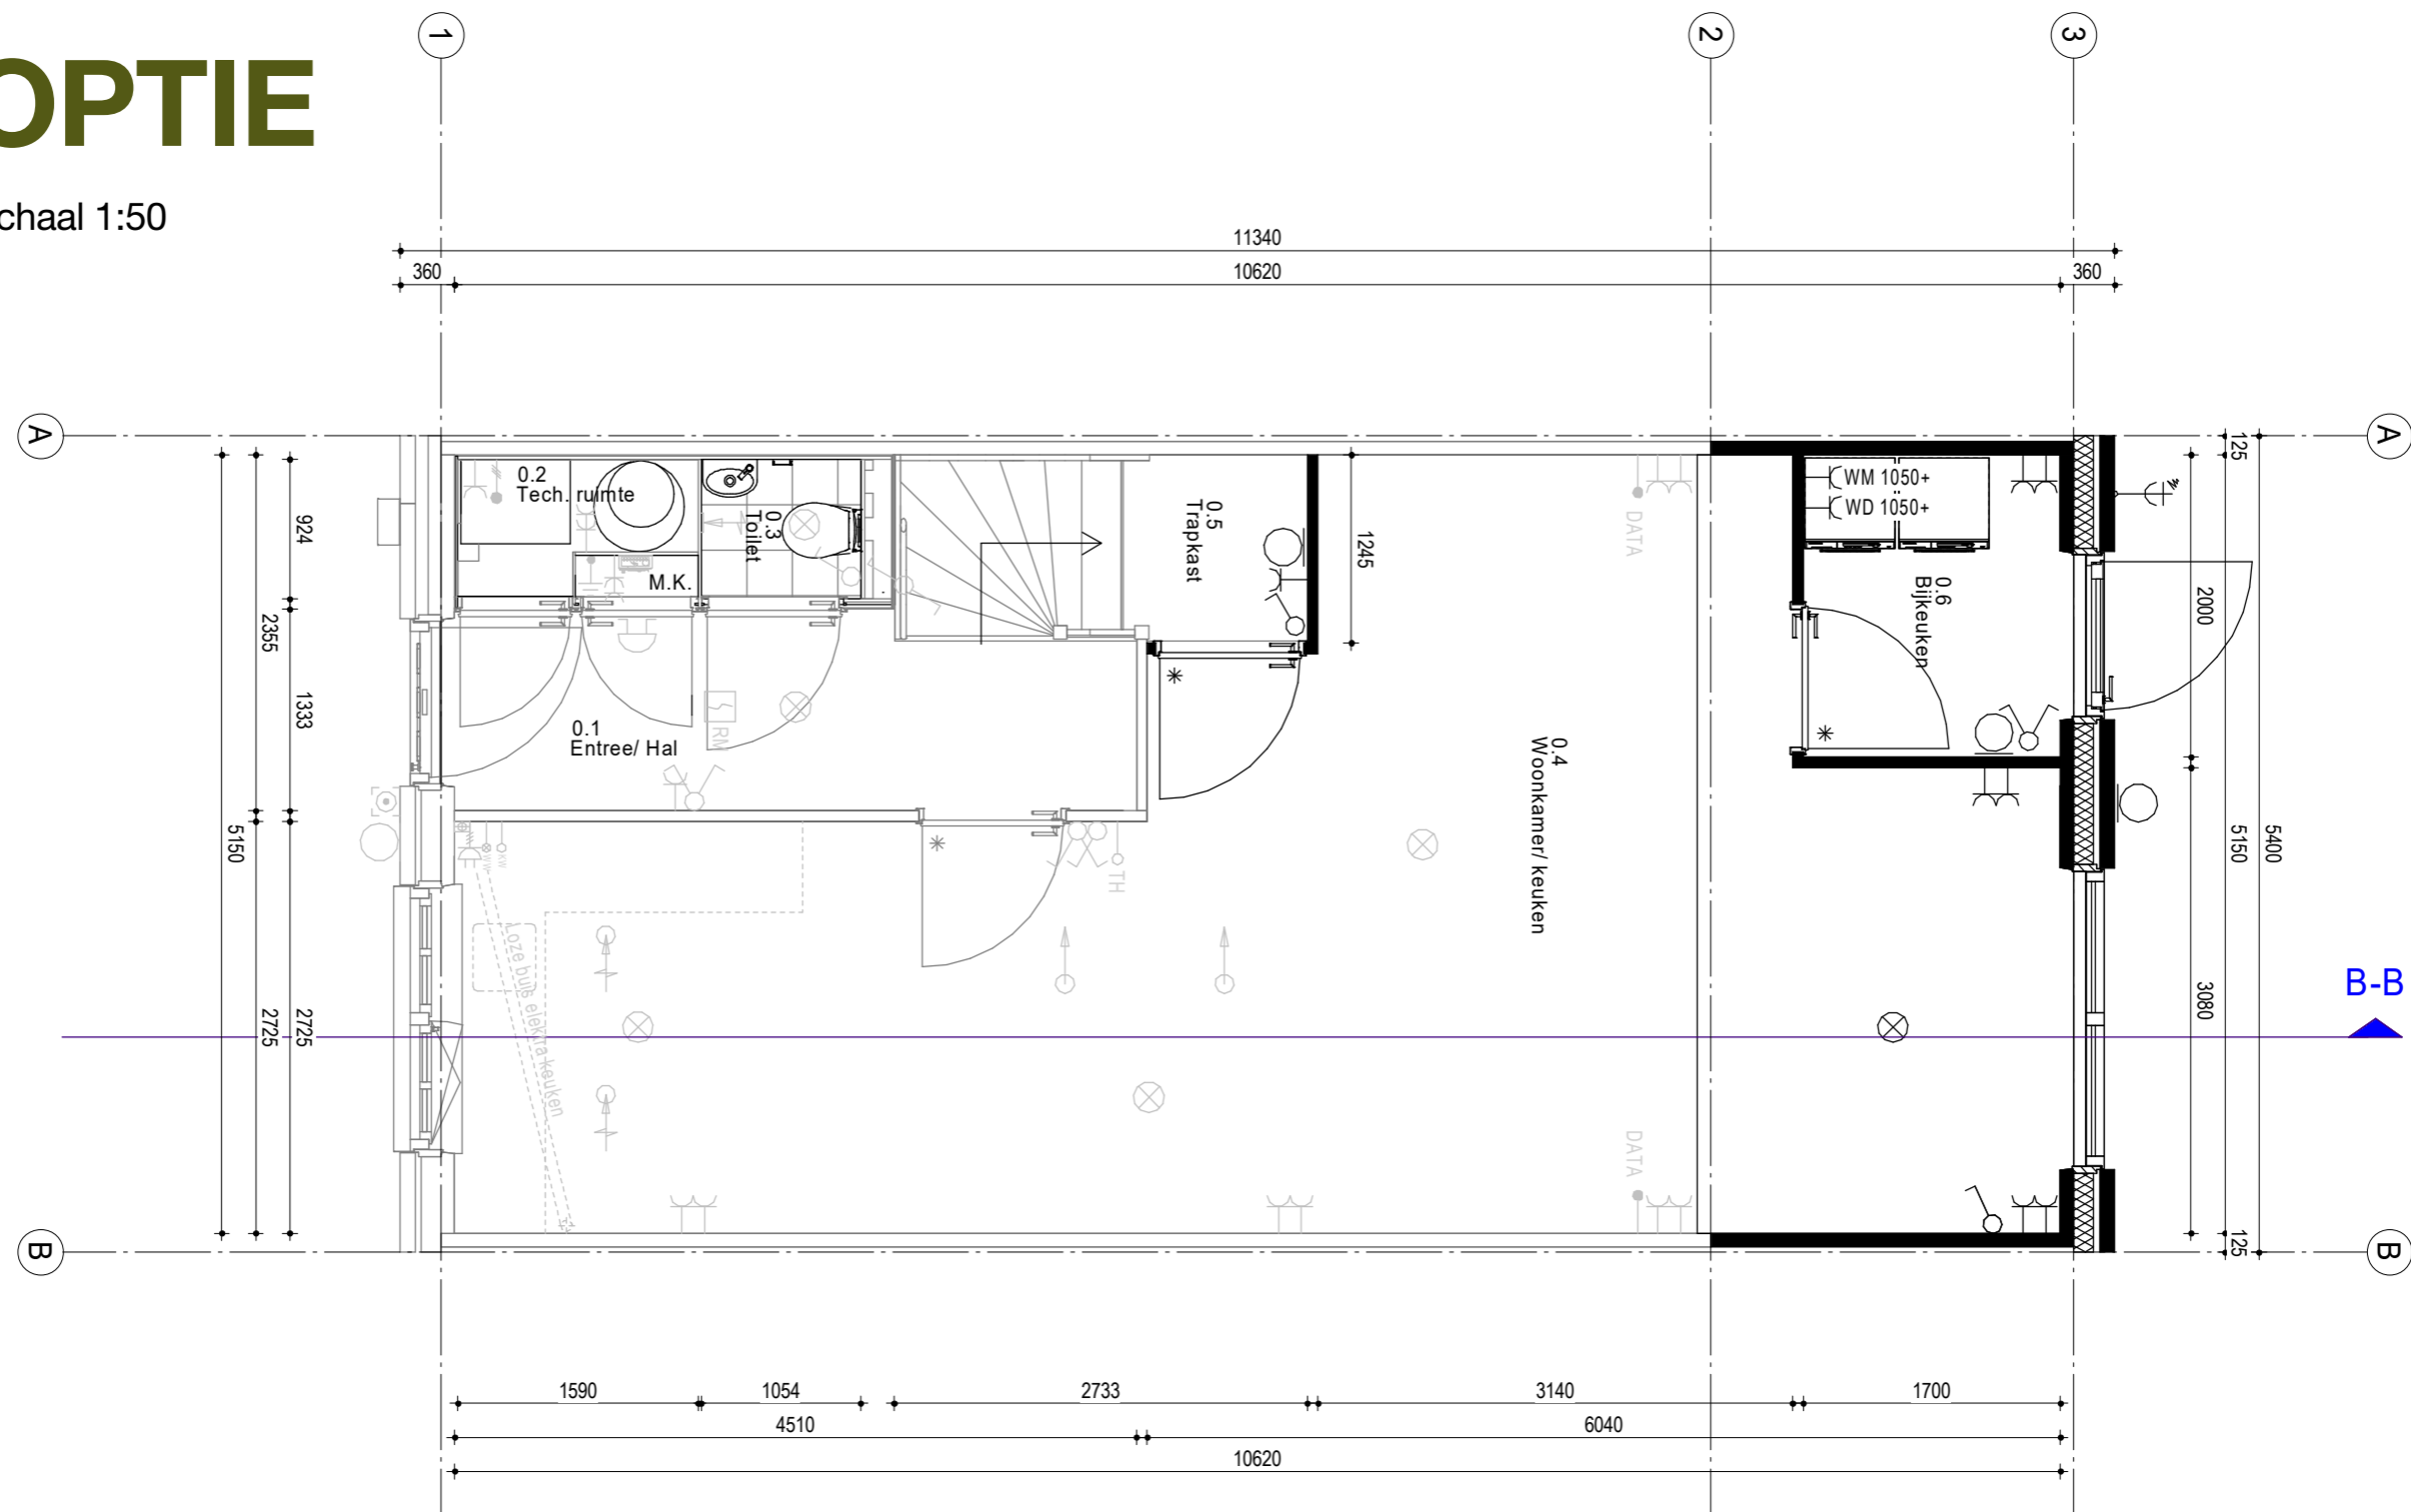 1
2
3
OPTIE
chaal 1:50
11340
360
10620
360
A
A
125
0.2
Tech. ruimte
0.3
Toilet
M.K.
924
0.5
Trapkast
1245
DATA
WM 1050+
WD 1050+
0.6
Bijkeuken
2000
2355
1333
0.1
Entree/ Hal
RM
0.4
Woonkamer/ keuken
5150
5150
5400
WW
KW
TH
Loze buis elektra keuken
B-B
3080
2725
2725
DATA
B
B
125
1590
1054
2733
3140
1700
4510
6040
10620